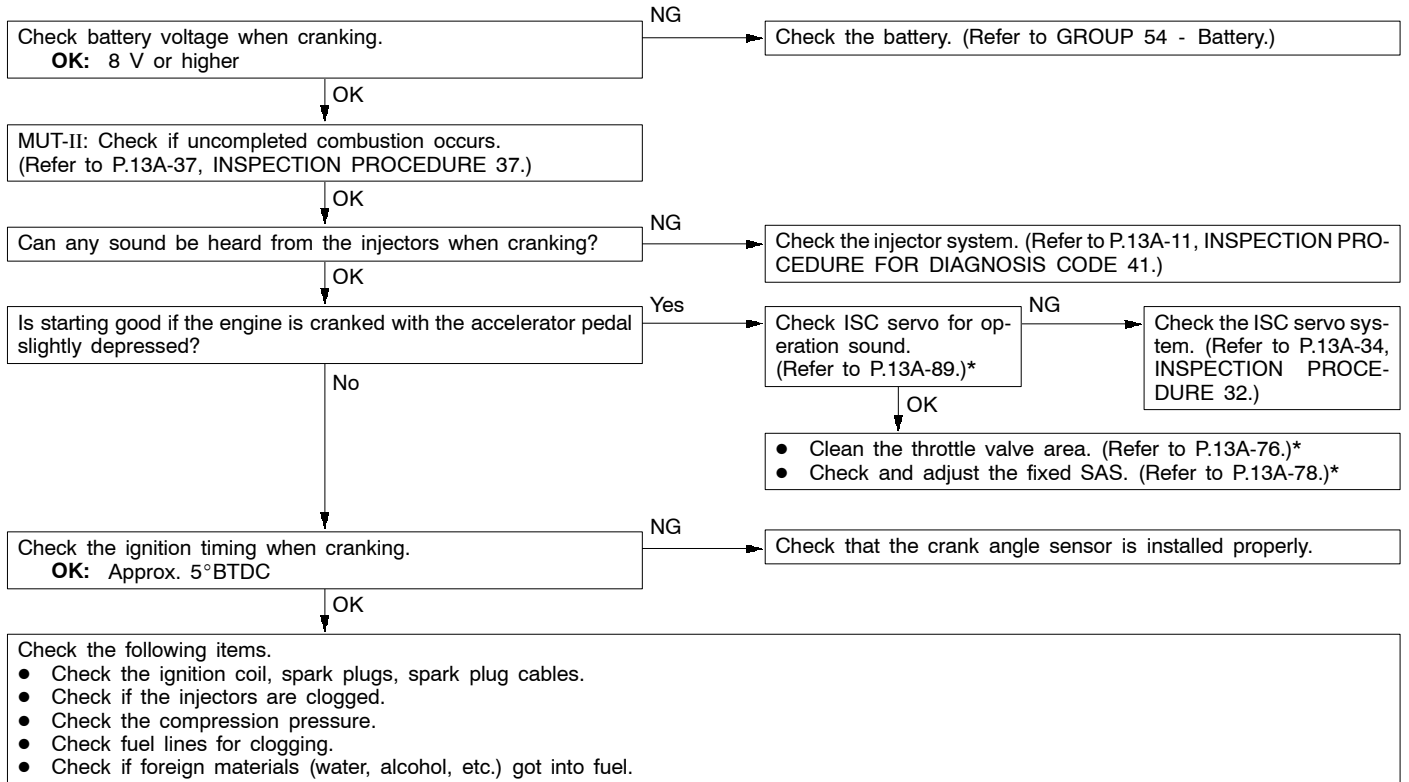 Check battery voltage when cranking.
OK: 8 V or higher
NG
Check the battery. (Refer to GROUP 54 - Battery.)
OK
MUT-II: Check if uncompleted combustion occurs.
(Refer to P.13A-37, INSPECTION PROCEDURE 37.)
OK
Can any sound be heard from the injectors when cranking?
NG
Check the injector system. (Refer to P.13A-11, INSPECTION PRO-
CEDURE FOR DIAGNOSIS CODE 41.)
OK
Is starting good if the engine is cranked with the accelerator pedal
slightly depressed?
Yes
Check ISC servo for op-
eration sound.
(Refer to P.13A-89.)*
NG
Check the ISC servo sys-
tem. (Refer to P.13A-34,
INSPECTION PROCE-
DURE 32.)
OK
● Clean the throttle valve area. (Refer to P.13A-76.)*
● Check and adjust the fixed SAS. (Refer to P.13A-78.)*
No
Check the ignition timing when cranking.
OK: Approx. 5°BTDC
NG
Check that the crank angle sensor is installed properly.
OK
Check the following items.
● Check the ignition coil, spark plugs, spark plug cables.
● Check if the injectors are clogged.
● Check the compression pressure.
● Check fuel lines for clogging.
● Check if foreign materials (water, alcohol, etc.) got into fuel.